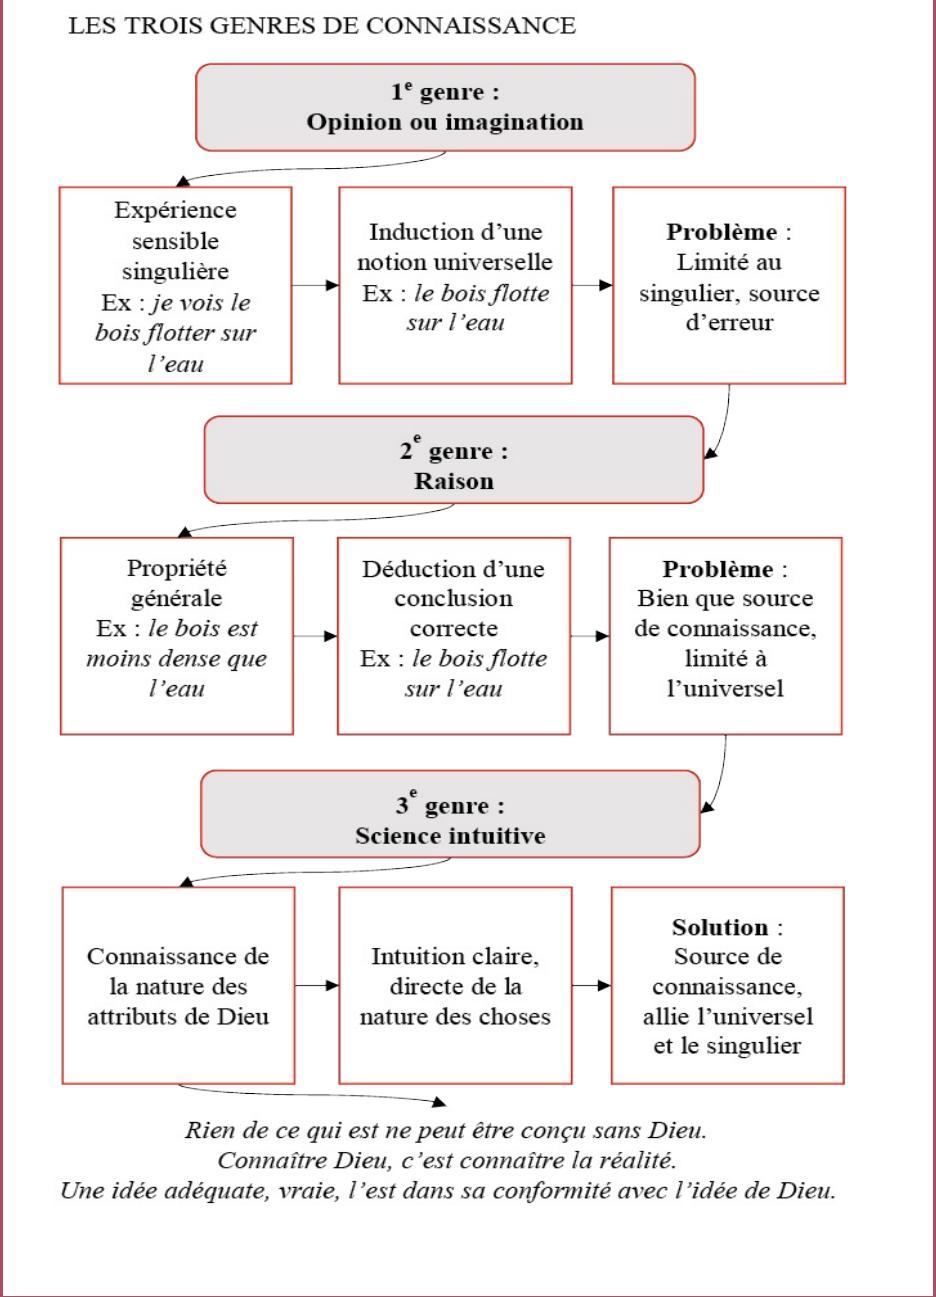 LES TROIS GENRES DE CONNAISSANCE
1e genre :
Opinion ou imagination
Expérience
sensible
singulière
Ex : je vois le
bois flotter sur
l’eau
Induction d’une
notion universelle
Ex : le bois flotte
sur l’eau
Problème :
Limité au
singulier, source
d’erreur
2e genre :
Raison
Propriété
générale
Ex : le bois est
moins dense que
l’eau
Déduction d’une
conclusion
correcte
Ex : le bois flotte
sur l’eau
Problème :
Bien que source
de connaissance,
limité à
l’universel
3e genre :
Science intuitive
Connaissance de
la nature des
attributs de Dieu
Intuition claire,
directe de la
nature des choses
Solution :
Source de
connaissance,
allie l’universel
et le singulier
Rien de ce qui est ne peut être conçu sans Dieu.
Connaître Dieu, c’est connaître la réalité.
Une idée adéquate, vraie, l’est dans sa conformité avec l’idée de Dieu.